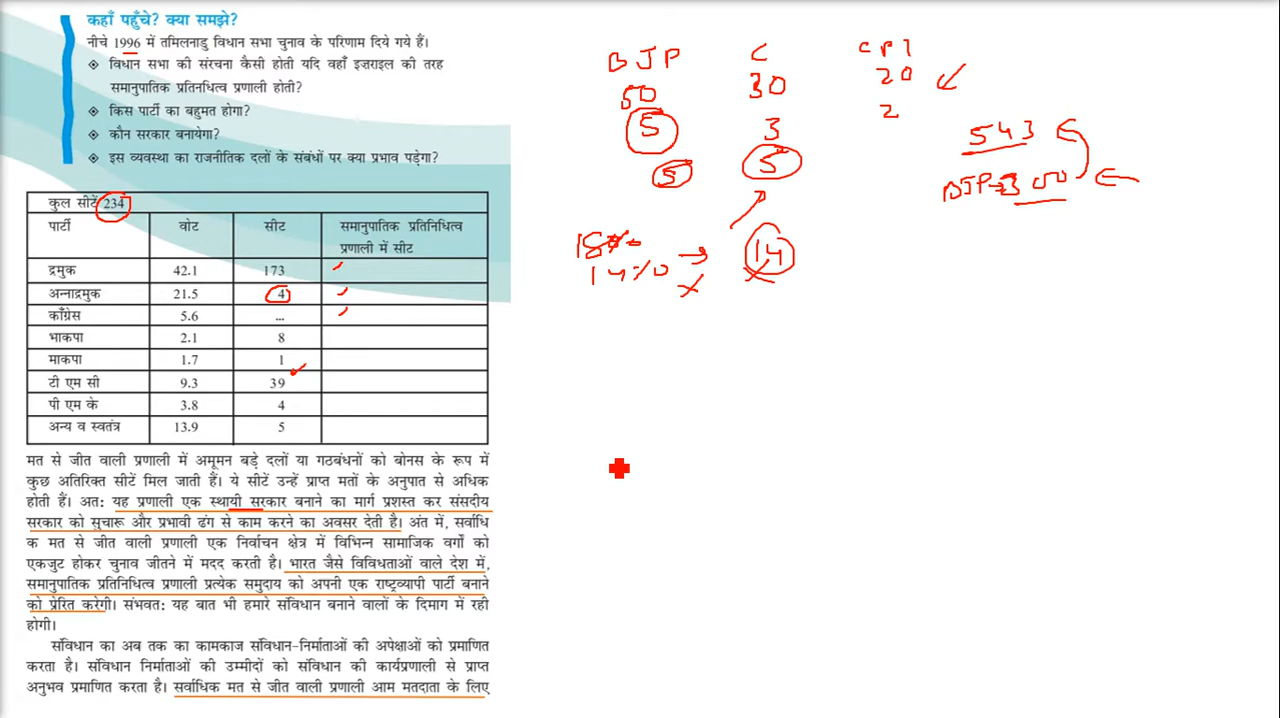 कहाँ पहुँचे? क्या समझे?
नीचे 1996 में तमिलनाडु विधान सभा चुनाव के परिणाम दिये गये हैं।
❖ विधान सभा की संरचना कैसी होती यदि वहाँ इज़राइल की तरह
समानुपातिक प्रतिनधित्व प्रणाली होती?
❖ किस पार्टी का बहुमत होगा?
❖ कौन सरकार बनायेगा?
❖ इस व्यवस्था का राजनीतिक दलों के संबंधों पर क्या प्रभाव पड़ेगा?
कुल सीटें 234
पार्टी वोट सीट समानुपातिक प्रतिनिधित्व
प्रणाली में सीट
द्रमुक 42.1 173
अन्नाद्रमुक 21.5 4
काँग्रेस 5.6 ...
भाकपा 2.1 8
माकपा 1.7 1
टी एम सी 9.3 39
पी एम के 3.8 4
अन्य व स्वतंत्र 13.9 5
मत से जीत वाली प्रणाली में अमूमन बड़े दलों या गठबंधनों को बोनस के रूप में
कुछ अतिरिक्त सीटें मिल जाती हैं। ये सीटें उन्हें प्राप्त मतों के अनुपात से अधिक
होती हैं। अत: यह प्रणाली एक स्थायी सरकार बनाने का मार्ग प्रशस्त कर संसदीय
सरकार को सुचारू और प्रभावी ढंग से काम करने का अवसर देती है। अंत में, सर्वाधि
क मत से जीत वाली प्रणाली एक निर्वाचन क्षेत्र में विभिन्न सामाजिक वर्गों को
एकजुट होकर चुनाव जीतने में मदद करती है। भारत जैसे विविधताओं वाले देश में,
समानुपातिक प्रतिनिधित्व प्रणाली प्रत्येक समुदाय को अपनी एक राष्ट्रव्यापी पार्टी बनाने
को प्रेरित करेगी। संभवत: यह बात भी हमारे संविधान बनाने वालों के दिमाग में रही
होगी।
संविधान का अब तक का कामकाज संविधान-निर्माताओं की अपेक्षाओं को प्रमाणित
करता है। संविधान निर्माताओं की उम्मीदों को संविधान की कार्यप्रणाली से प्राप्त
अनुभव प्रमाणित करता है। सर्वाधिक मत से जीत वाली प्रणाली आम मतदाता के लिए
BJP C CPI
50 30 20
5 3 2
5 5
14% 14
543
BJP 300